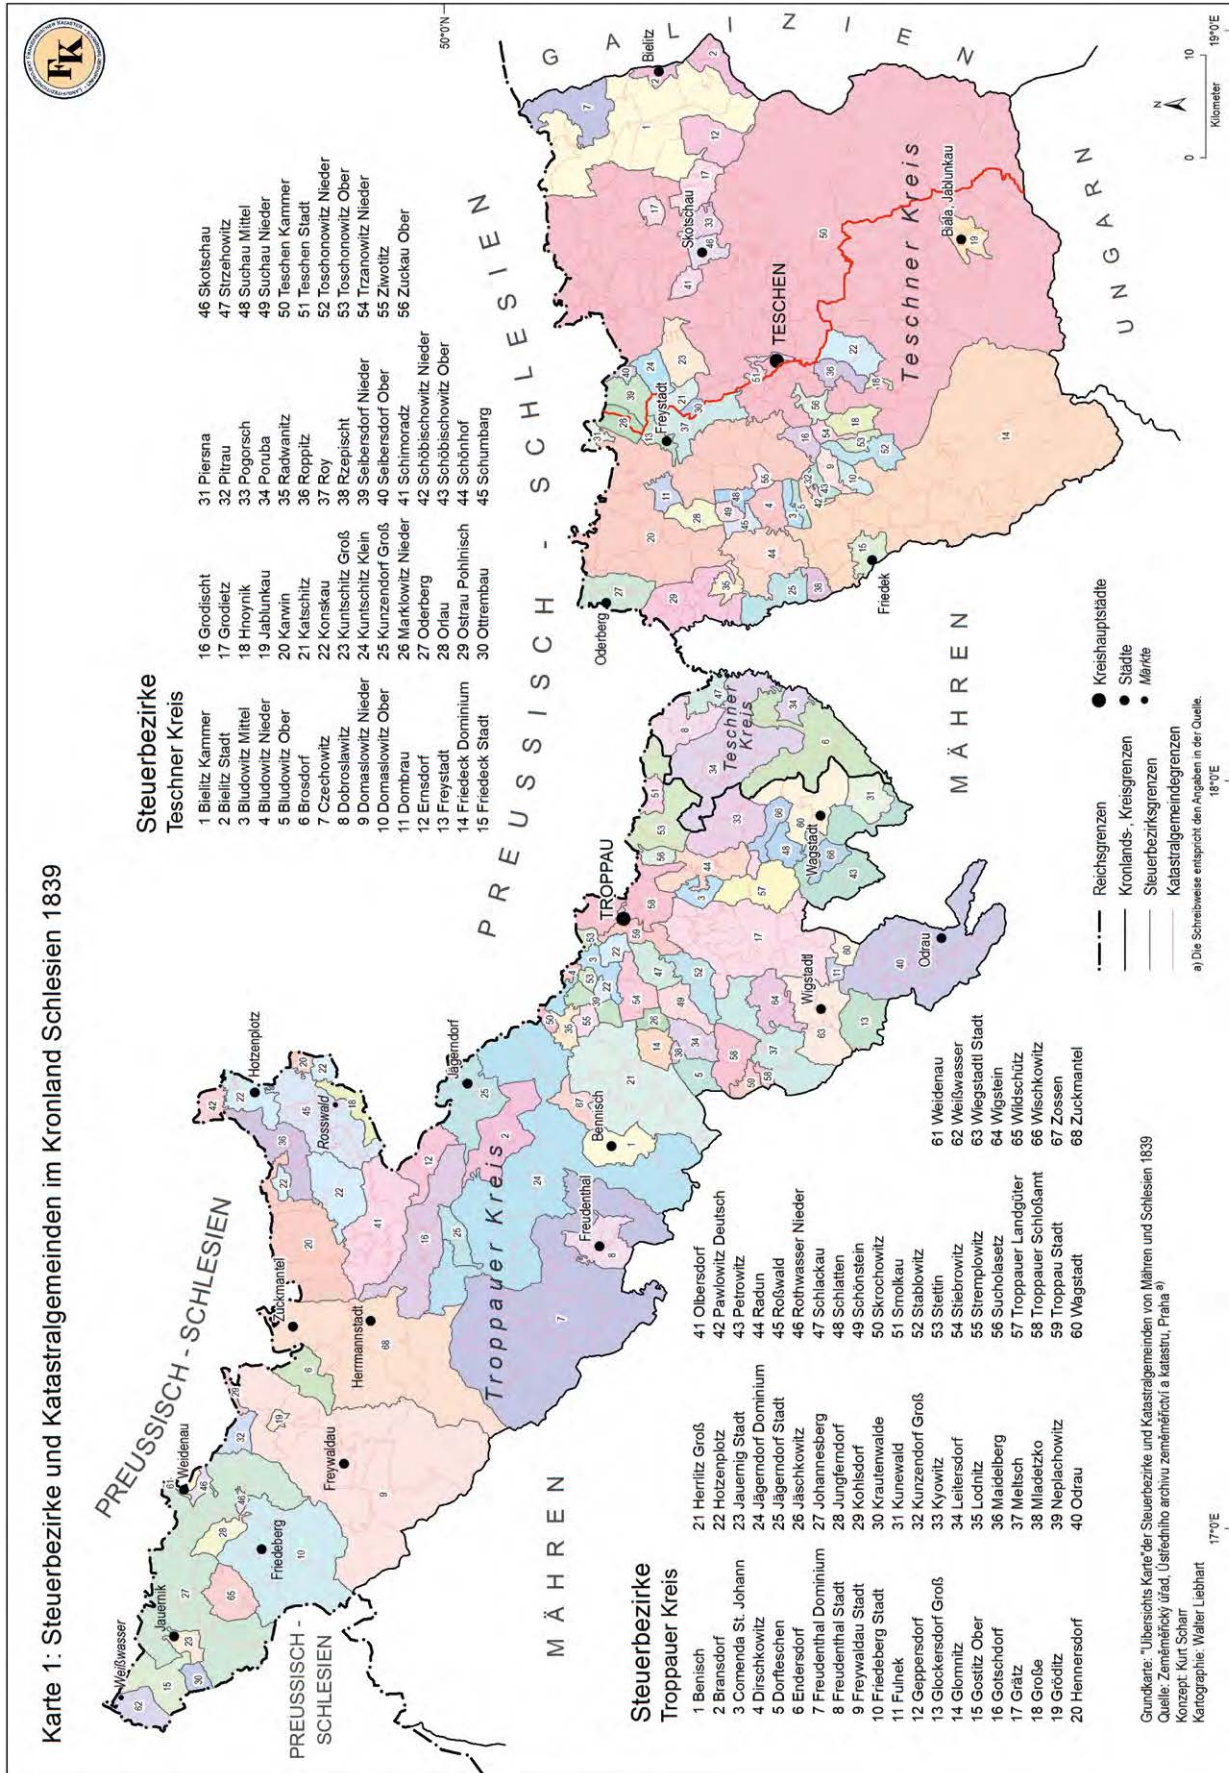 Karte 1: Steuerbezirke und Katastralgemeinden im Kronland Schlesien 1839
FK
Steuerbezirke
Teschner Kreis
1 Bielitz Kammer
2 Bielitz Stadt
3 Bludowitz Mittel
4 Bludowitz Nieder
5 Bludowitz Ober
6 Brosdorf
7 Czechowitz
8 Dobroslawitz
9 Domaslowitz Nieder
10 Domaslowitz Ober
11 Dombrau
12 Ernsdorf
13 Freystadt
14 Friedeck Dominium
15 Friedeck Stadt
16 Grodischt
17 Grodietz
18 Hnoynik
19 Jablunkau
20 Karwin
21 Katschitz
22 Konskau
23 Kuntschitz Groß
24 Kuntschitz Klein
25 Kunzendorf Groß
26 Marklowitz Nieder
27 Oderberg
28 Orlau
29 Ostrau Pohlnisch
30 Ottrembau
31 Piersna
32 Pitrau
33 Pogorsch
34 Poruba
35 Radwanitz
36 Roppitz
37 Roy
38 Rzepischt
39 Seibersdorf Nieder
40 Seibersdorf Ober
41 Schimoradz
42 Schöbischowitz Nieder
43 Schöbischowitz Ober
44 Schönhof
45 Schumbarg
46 Skotschau
47 Strzehowitz
48 Suchau Mittel
49 Suchau Nieder
50 Teschen Kammer
51 Teschen Stadt
52 Toschonowitz Nieder
53 Toschonowitz Ober
54 Trzanowitz Nieder
55 Ziwotitz
56 Zuckau Ober
PREUSSISCH - SCHLESIEN
PREUSSISCH - SCHLESIEN
PREUSSISCH -
SCHLESIEN
MÄHREN
MÄHREN
GALIZIEN
UNGARN
Troppauer Kreis
Teschner
Kreis
Teschner Kreis
Weißwasser
Jauernik
Weidenau
Friedeberg
Freywaldau
Zuckmantel
Herrmannstadt
Hotzenplotz
Rosswald
Jägerndorf
Freudenthal
Bennisch
TROPPAU
Wigstadtl
Wagstadt
Odrau
Oderberg
Freystadt
Friedek
TESCHEN
Skotschau
Bielitz
Biala, Jablunkau
Steuerbezirke
Troppauer Kreis
1 Benisch
2 Bransdorf
3 Comenda St. Johann
4 Dirschkowitz
5 Dorfteschen
6 Endersdorf
7 Freudenthal Dominium
8 Freudenthal Stadt
9 Freywaldau Stadt
10 Friedeberg Stadt
11 Fulnek
12 Geppersdorf
13 Glockersdorf Groß
14 Glomnitz
15 Gostitz Ober
16 Gotschdorf
17 Grätz
18 Große
19 Gröditz
20 Hennersdorf
21 Herrlitz Groß
22 Hotzenplotz
23 Jauernig Stadt
24 Jägerndorf Dominium
25 Jägerndorf Stadt
26 Jäschkowitz
27 Johannesberg
28 Jungferndorf
29 Kohlsdorf
30 Krautenwalde
31 Kunewald
32 Kunzendorf Groß
33 Kyowitz
34 Leitersdorf
35 Lodnitz
36 Maidelberg
37 Meltsch
38 Mladetzko
39 Neplachowitz
40 Odrau
41 Olbersdorf
42 Pawlowitz Deutsch
43 Petrowitz
44 Radun
45 Roßwald
46 Rothwasser Nieder
47 Schlackau
48 Schlatten
49 Schönstein
50 Skrochowitz
51 Smolkau
52 Stablowitz
53 Stettin
54 Stiebrowitz
55 Stremplowitz
56 Sucholasetz
57 Troppauer Landgüter
58 Troppauer Schloßamt
59 Troppau Stadt
60 Wagstadt
61 Weidenau
62 Weißwasser
63 Wiegstadtl Stadt
64 Wigstein
65 Wildschütz
66 Wischkowitz
67 Zossen
68 Zuckmantel
Reichsgrenzen
Kronlands-, Kreisgrenzen
Steuerbezirksgrenzen
Katastralgemeindegrenzen
Kreishauptstädte
Städte
Märkte
a) Die Schreibweise entspricht den Angaben in der Quelle.
Grundkarte: "Uibersichts Karte"der Steuerbezirke und Katastralgemeinden von Mähren und Schlesien 1839
Quelle: Zeměměřický úřad, Ústředního archivu zeměměřictví a katastru, Praha a)
Konzept: Kurt Scharr
Kartographie: Walter Liebhart
17°0'E
18°0'E
19°0'E
50°0'N
N
0 10
Kilometer